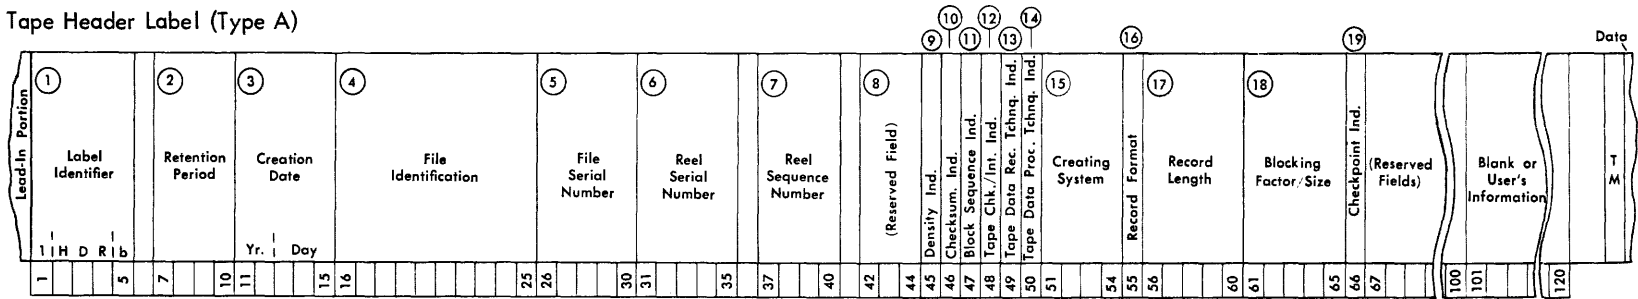 Tape Header Label (Type A)
Data
Lead-In Portion
1 Label Identifier
1 H D R b
2 Retention Period
3 Creation Date
Yr. Day
4 File Identification
5 File Serial Number
6 Reel Serial Number
7 Reel Sequence Number
8 (Reserved Field)
9 Density Ind.
10 Checksum. Ind.
11 Block Sequence Ind.
12 Tape Chk./Int. Ind.
13 Tape Data Rec. Tchnq. Ind.
14 Tape Data Proc. Tchnq. Ind.
15 Creating System
16 Record Format
17 Record Length
18 Blocking Factor/Size
19 Checkpoint Ind.
(Reserved Fields)
Blank or User's Information
T M
1 5 7 10 11 15 16 25 26 30 31 35 37 40 42 44 45 46 47 48 49 50 51 54 55 56 60 61 65 66 67 100 101 120